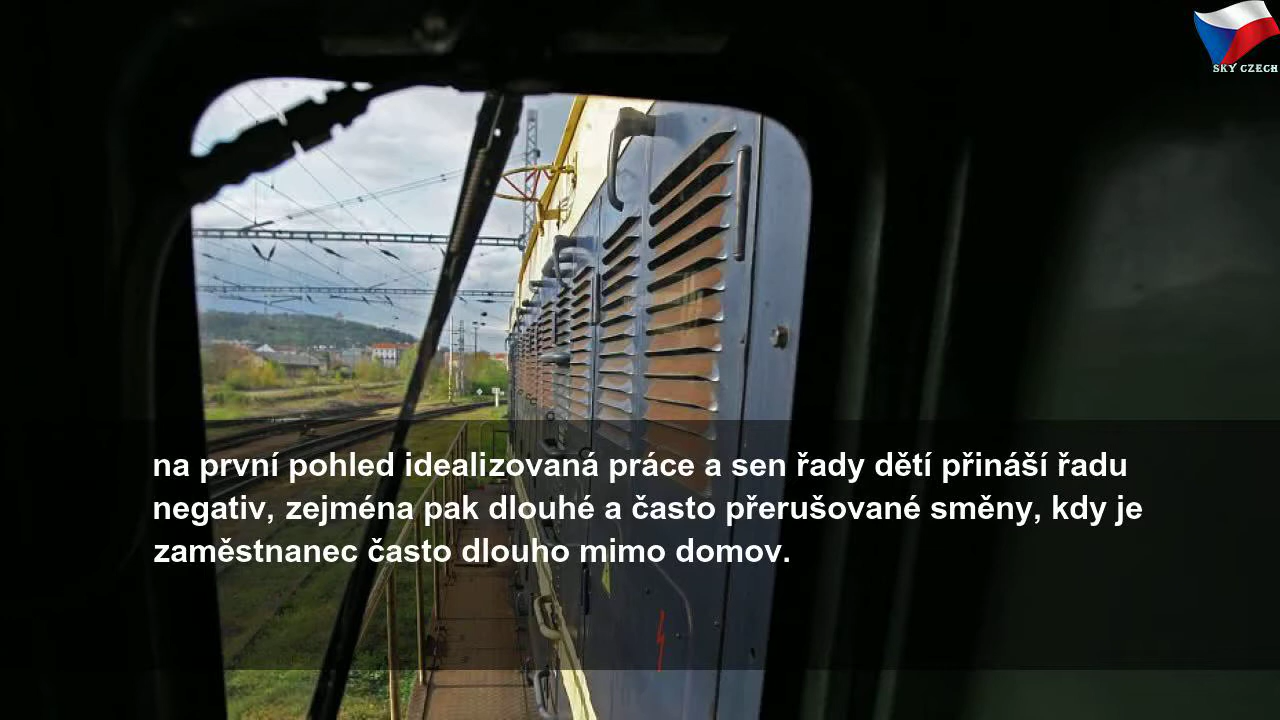 SKY CZECH
na první pohled idealizovaná práce a sen řady dětí přináší řadu
negativ, zejména pak dlouhé a často přerušované směny, kdy je
zaměstnanec často dlouho mimo domov.